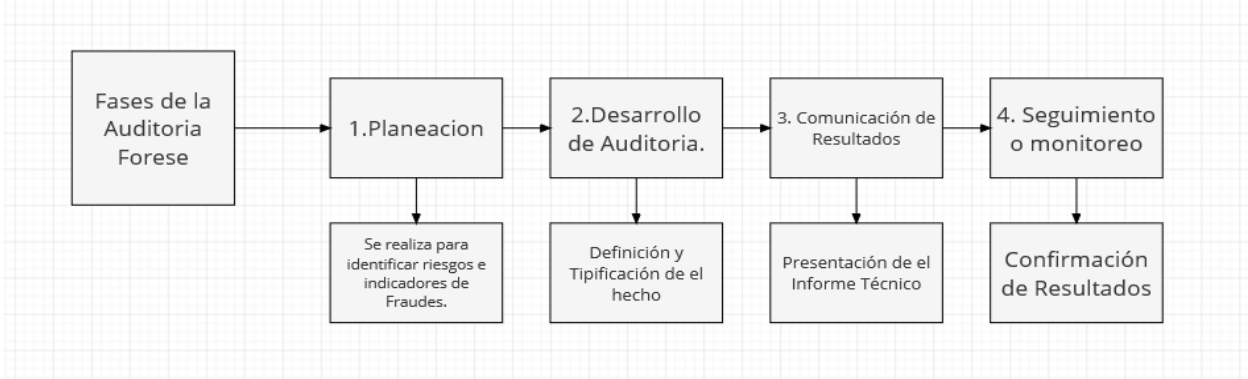 Fases de la
Auditoria
Forese
1.Planeacion
2.Desarrollo
de Auditoria.
3. Comunicación de
Resultados
4. Seguimiento
o monitoreo
Se realiza para
identificar riesgos e
indicadores de
Fraudes.
Definición y
Tipificación de el
hecho
Presentación de el
Informe Técnico
Confirmación
de Resultados